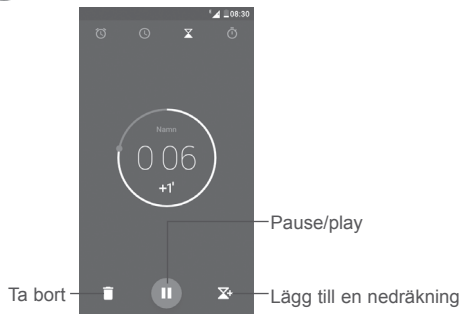 08:30
Namn
0 06
+1'
Pause/play
Ta bort
Lägg till en nedräkning